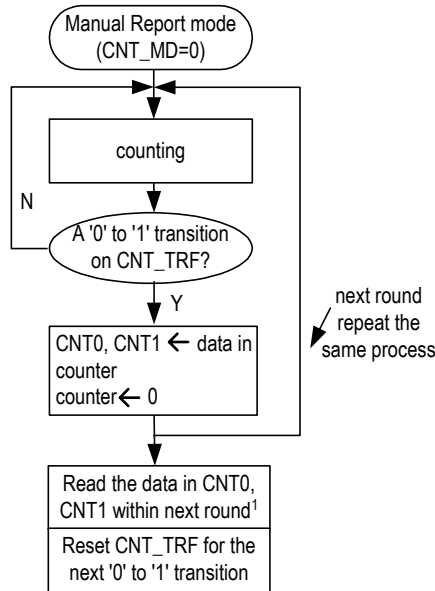 Manual Report mode
(CNT_MD=0)
counting
N
A '0' to '1' transition
on CNT_TRF?
Y
next round
repeat the
same process
CNT0, CNT1 ← data in
counter
counter← 0
Read the data in CNT0,
CNT1 within next round¹
Reset CNT_TRF for the
next '0' to '1' transition